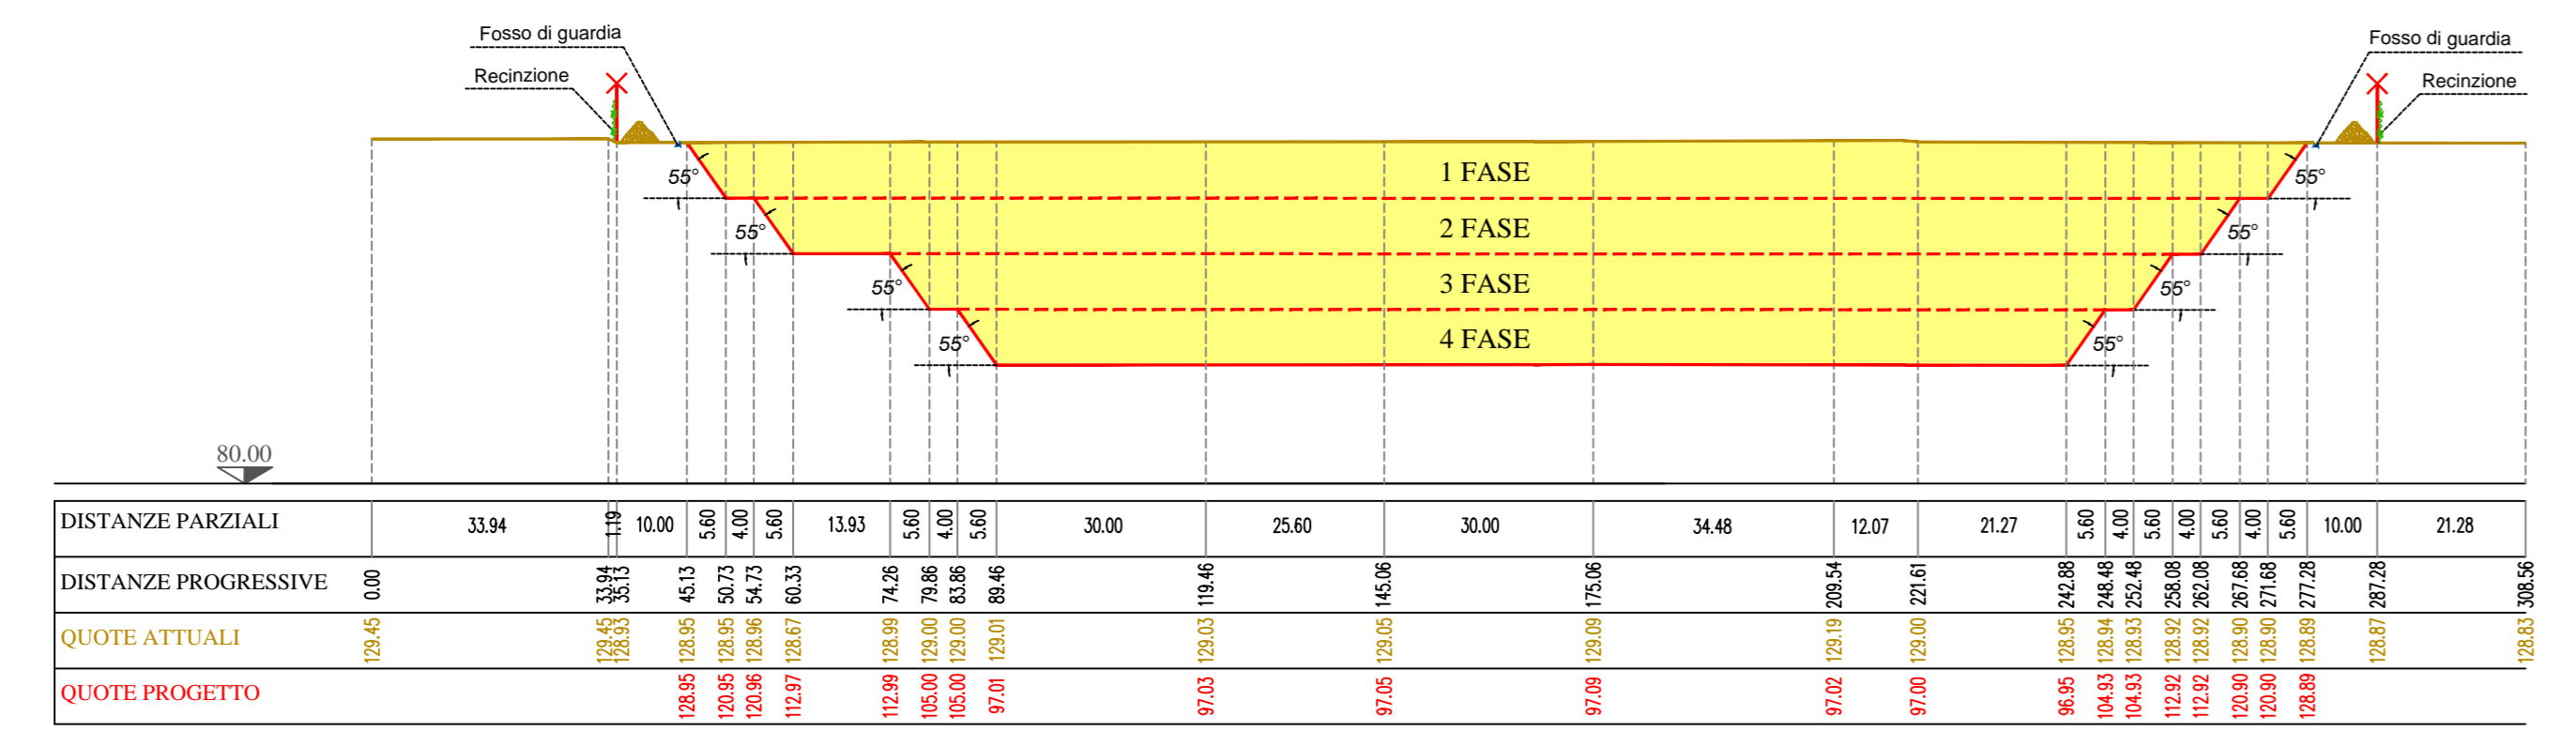 Fosso di guardia
Recinzione
Fosso di guardia
Recinzione
1 FASE
2 FASE
3 FASE
4 FASE
55°
55°
55°
55°
55°
55°
55°
55°
80.00
DISTANZE PARZIALI 33.94 1.19 10.00 5.60 4.00 5.60 13.93 5.60 4.00 5.60 30.00 25.60 30.00 34.48 12.07 21.27 5.60 4.00 5.60 4.00 5.60 4.00 5.60 10.00 21.28
DISTANZE PROGRESSIVE 0.00 33.94 35.13 45.13 50.73 54.73 60.33 74.26 79.86 83.86 89.46 119.46 145.06 175.06 209.54 221.61 242.88 248.48 252.48 258.08 262.08 267.68 271.68 277.28 287.28 308.56
QUOTE ATTUALI 129.45 129.45 128.93 128.95 128.95 128.96 128.67 128.99 129.00 129.00 129.01 129.03 129.05 129.09 129.19 129.00 128.95 128.94 128.93 128.92 128.92 128.90 128.90 128.89 128.87 128.83
QUOTE PROGETTO 128.95 120.95 120.96 112.97 112.99 105.00 105.00 97.01 97.03 97.05 97.09 97.02 97.00 96.95 104.93 104.93 112.92 112.92 120.90 120.90 128.89